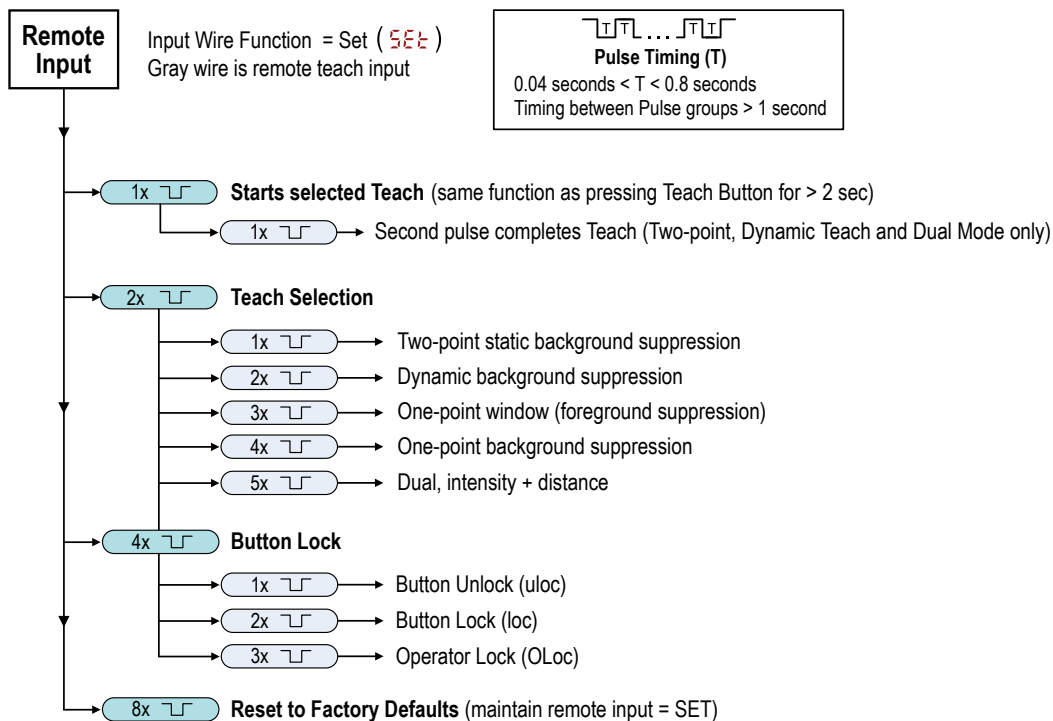 Remote
Input
Input Wire Function = Set ( SEt )
Gray wire is remote teach input
T T . . . T T
Pulse Timing (T)
0.04 seconds < T < 0.8 seconds
Timing between Pulse groups > 1 second
1x Starts selected Teach (same function as pressing Teach Button for > 2 sec)
1x Second pulse completes Teach (Two-point, Dynamic Teach and Dual Mode only)
2x Teach Selection
1x Two-point static background suppression
2x Dynamic background suppression
3x One-point window (foreground suppression)
4x One-point background suppression
5x Dual, intensity + distance
4x Button Lock
1x Button Unlock (uloc)
2x Button Lock (loc)
3x Operator Lock (OLoc)
8x Reset to Factory Defaults (maintain remote input = SET)